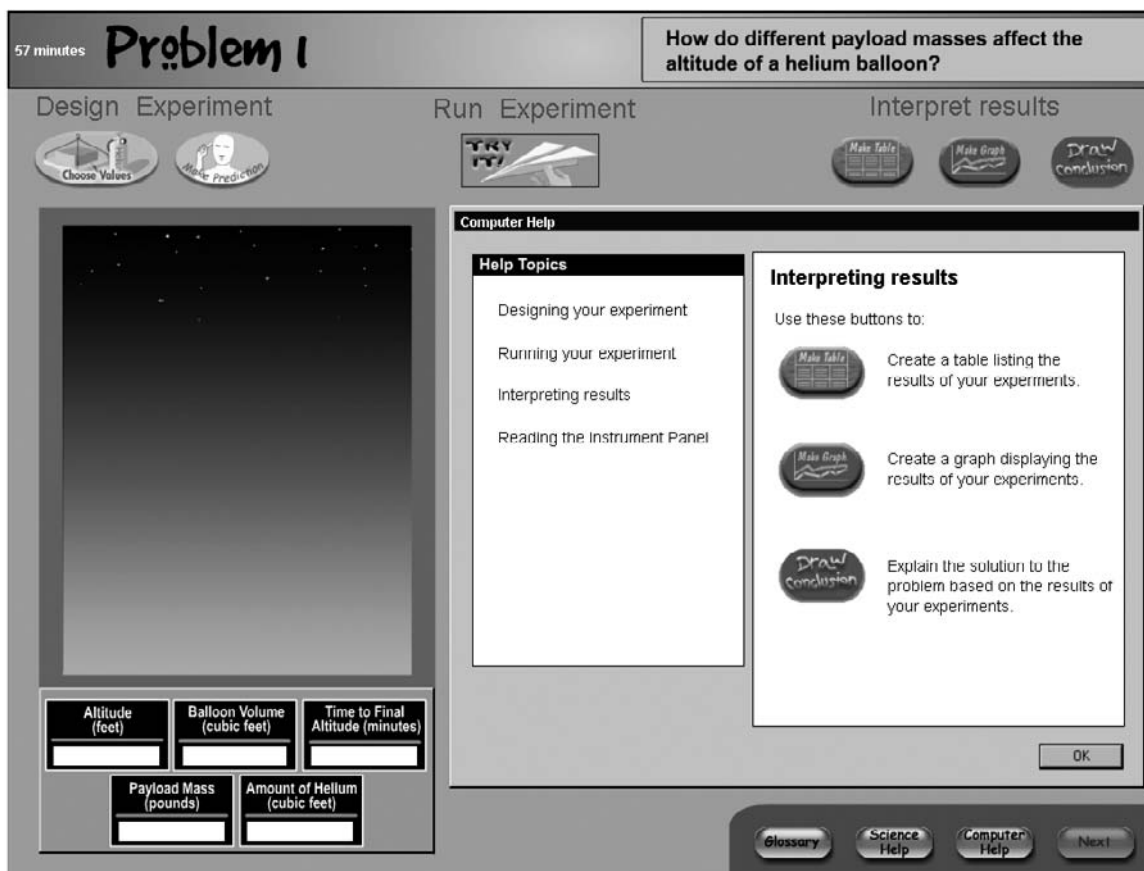 57 minutes
Problem 1
How do different payload masses affect the
altitude of a helium balloon?
Design Experiment
Run Experiment
Interpret results
Choose Values
Make Prediction
TRY
IT!
Make Table
Make Graph
Draw
Conclusion
Computer Help
Help Topics
Designing your experiment
Running your experiment
Interpreting results
Reading the Instrument Panel
Interpreting results
Use these buttons to:
Make Table
Create a table listing the
results of your experments.
Make Graph
Create a graph displaying the
results of your experiments.
Draw
Conclusion
Explain the solution to the
problem based on the results of
your experiments.
OK
Altitude
(feet)
Balloon Volume
(cubic feet)
Time to Final
Altitude (minutes)
Payload Mass
(pounds)
Amount of Helium
(cubic feet)
Glossary
Science
Help
Computer
Help
Next